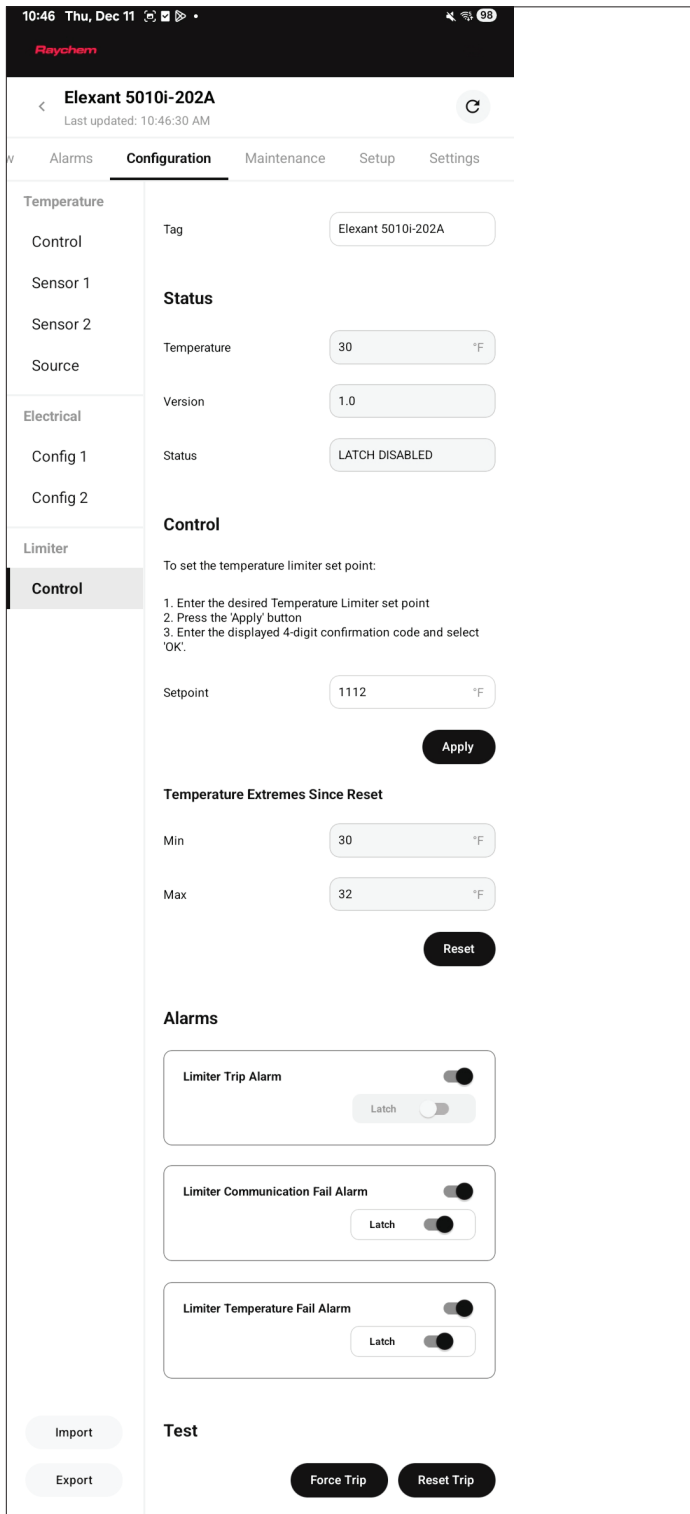 10:46 Thu, Dec 11 •
98
Raychem
Elexant 5010i-202A
Last updated: 10:46:30 AM
w Alarms Configuration Maintenance Setup Settings
Temperature
Control
Sensor 1
Sensor 2
Source
Electrical
Config 1
Config 2
Limiter
Control
Import
Export
Tag Elexant 5010i-202A
Status
Temperature 30 °F
Version 1.0
Status LATCH DISABLED
Control
To set the temperature limiter set point:
1. Enter the desired Temperature Limiter set point
2. Press the 'Apply' button
3. Enter the displayed 4-digit confirmation code and select
'OK'.
Setpoint 1112 °F
Apply
Temperature Extremes Since Reset
Min 30 °F
Max 32 °F
Reset
Alarms
Limiter Trip Alarm
Latch
Limiter Communication Fail Alarm
Latch
Limiter Temperature Fail Alarm
Latch
Test
Force Trip Reset Trip